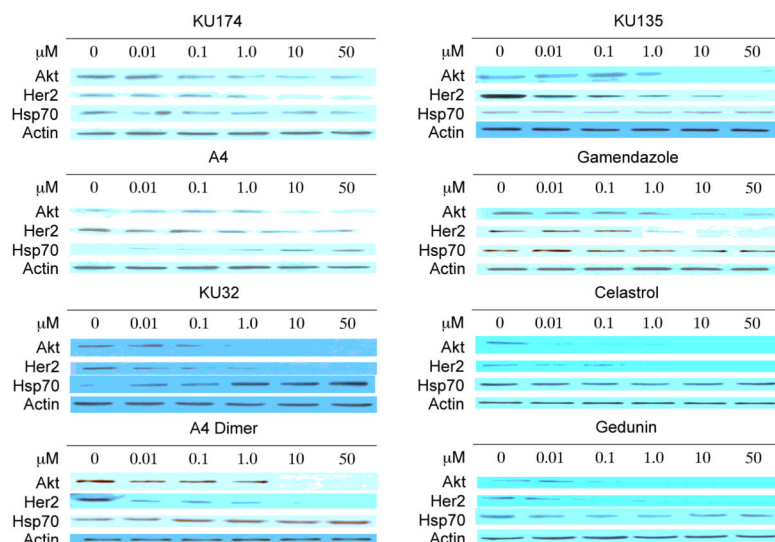 KU174
μM 0 0.01 0.1 1.0 10 50
Akt
Her2
Hsp70
Actin
A4
μM 0 0.01 0.1 1.0 10 50
Akt
Her2
Hsp70
Actin
KU32
μM 0 0.01 0.1 1.0 10 50
Akt
Her2
Hsp70
Actin
A4 Dimer
μM 0 0.01 0.1 1.0 10 50
Akt
Her2
Hsp70
Actin
KU135
μM 0 0.01 0.1 1.0 10 50
Akt
Her2
Hsp70
Actin
Gamendazole
μM 0 0.01 0.1 1.0 10 50
Akt
Her2
Hsp70
Actin
Celastrol
μM 0 0.01 0.1 1.0 10 50
Akt
Her2
Hsp70
Actin
Gedunin
μM 0 0.01 0.1 1.0 10 50
Akt
Her2
Hsp70
Actin